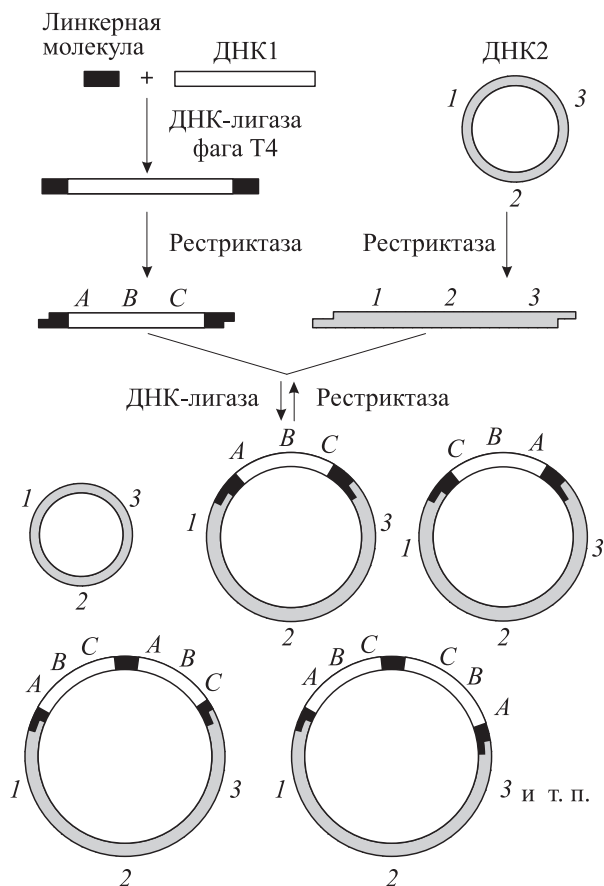 Линкерная
молекула
+
ДНК1
ДНК2
1
3
2
ДНК-лигаза
фага Т4
Рестриктаза
Рестриктаза
A B C
1 2 3
ДНК-лигаза
Рестриктаза
A B C
C B A
1 3
2
1 3
2
1 3
2
A B C A B C
1 3
2
A B C C B A
1 3 и т. п.
2